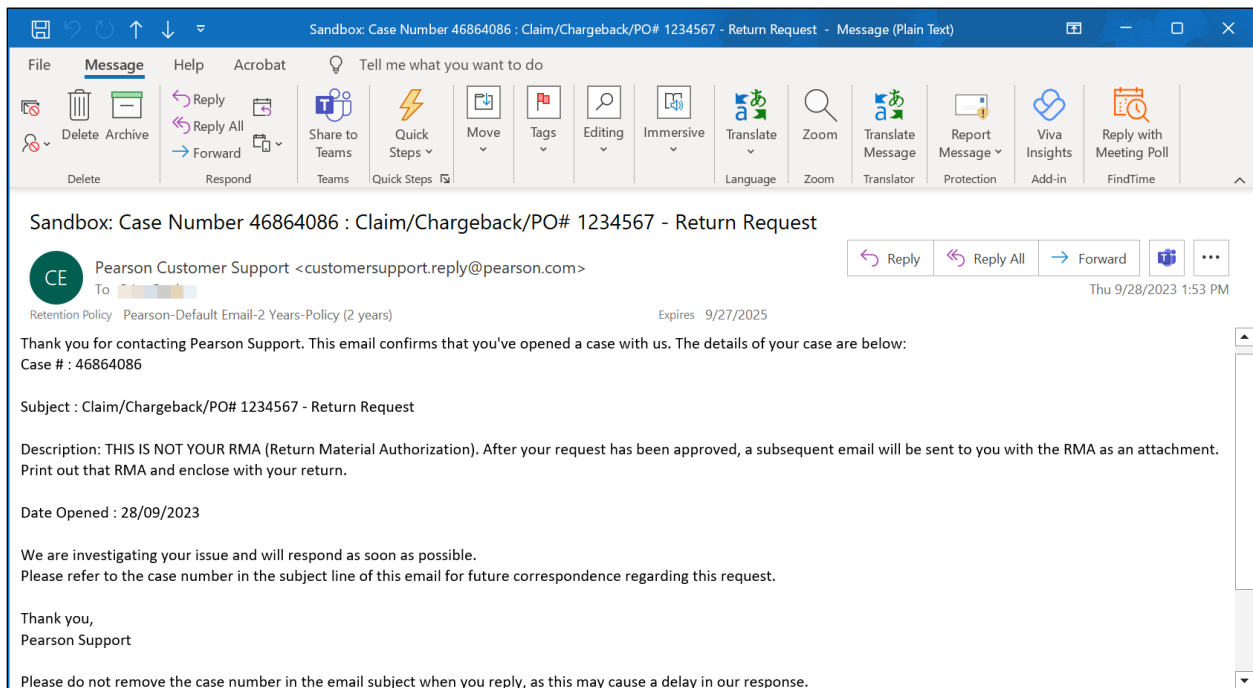 Sandbox: Case Number 46864086 : Claim/Chargeback/PO# 1234567 - Return Request - Message (Plain Text)
File Message Help Acrobat Tell me what you want to do
Delete Archive
Reply
Reply All
Forward
Share to Teams
Quick Steps
Move
Tags
Editing
Immersive
Translate
Zoom
Translate Message
Report Message
Viva Insights
Reply with Meeting Poll
Delete Respond Teams Quick Steps Language Zoom Translator Protection Add-in FindTime
Sandbox: Case Number 46864086 : Claim/Chargeback/PO# 1234567 - Return Request
CE
Pearson Customer Support <customersupport.reply@pearson.com>
To
Reply Reply All Forward
Thu 9/28/2023 1:53 PM
Retention Policy Pearson-Default Email-2 Years-Policy (2 years) Expires 9/27/2025
Thank you for contacting Pearson Support. This email confirms that you've opened a case with us. The details of your case are below:
Case # : 46864086
Subject : Claim/Chargeback/PO# 1234567 - Return Request
Description: THIS IS NOT YOUR RMA (Return Material Authorization). After your request has been approved, a subsequent email will be sent to you with the RMA as an attachment.
Print out that RMA and enclose with your return.
Date Opened : 28/09/2023
We are investigating your issue and will respond as soon as possible.
Please refer to the case number in the subject line of this email for future correspondence regarding this request.
Thank you,
Pearson Support
Please do not remove the case number in the email subject when you reply, as this may cause a delay in our response.